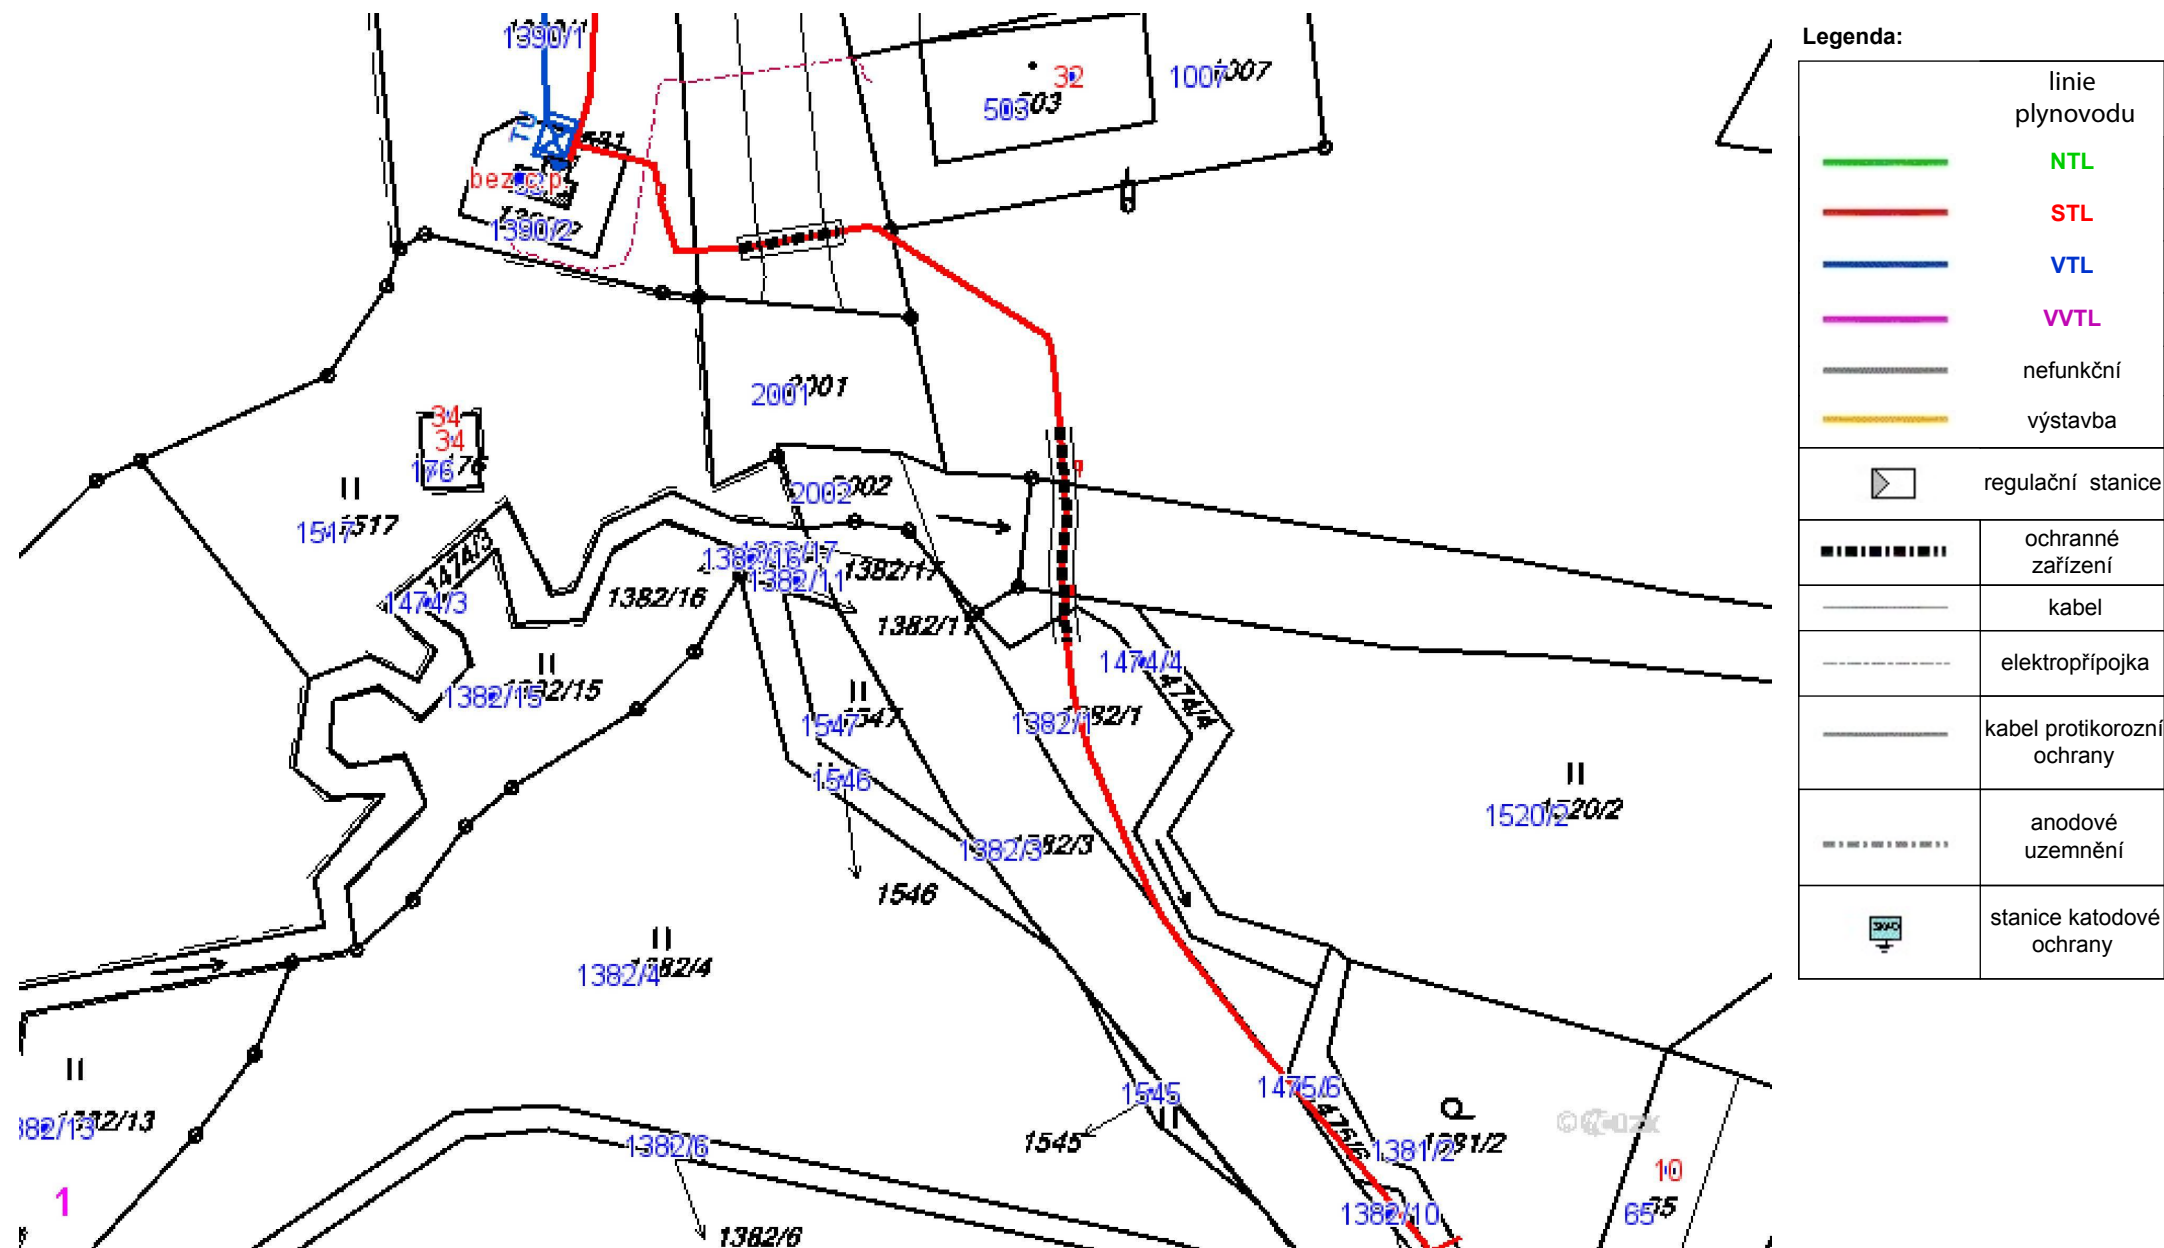 1390/1
Legenda:
32
1007
503
linie
plynovodu
NTL
TU
bez č.p.
STL
1390/2
VTL
VVTL
nefunkční
2001 2001
výstavba
34
34
176 176
regulační stanice
2002 2002
1517 1517
1474/3
ochranné
zařízení
1382/16 1382/17
1382/11 1382/17
1474/3
1382/16
kabel
1382/11
1474/4
elektropřípojka
1382/15 1382/15
1474/4
1547 1547
1382/1 1382/1
kabel protikorozní
ochrany
1546
1520/2 1520/2
1382/3 1382/3
anodové
uzemnění
1546
stanice katodové
ochrany
1382/4 1382/4
1545
1475/6
382/13 1382/13
1545
1382/6
1381/2 1381/2
10
1
65
1382/10
1382/6